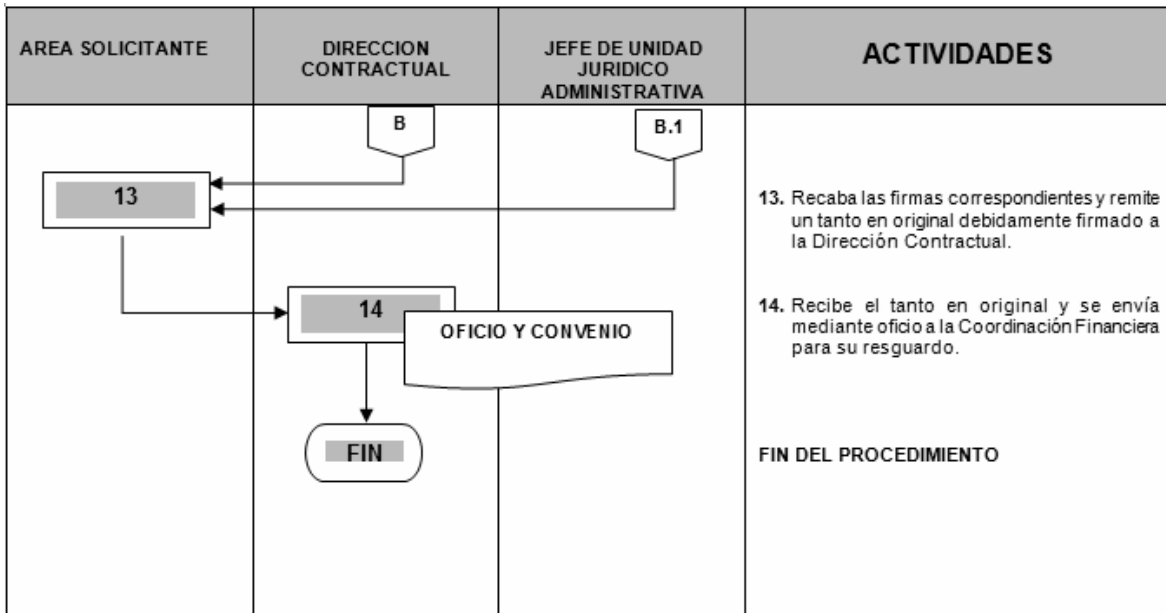 AREA SOLICITANTE
DIRECCION
CONTRACTUAL
JEFE DE UNIDAD
JURIDICO
ADMINISTRATIVA
ACTIVIDADES
B
B.1
13
14
OFICIO Y CONVENIO
FIN
13. Recaba las firmas correspondientes y remite
un tanto en original debidamente firmado a
la Dirección Contractual.
14. Recibe el tanto en original y se envía
mediante oficio a la Coordinación Financiera
para su resguardo.
FIN DEL PROCEDIMIENTO